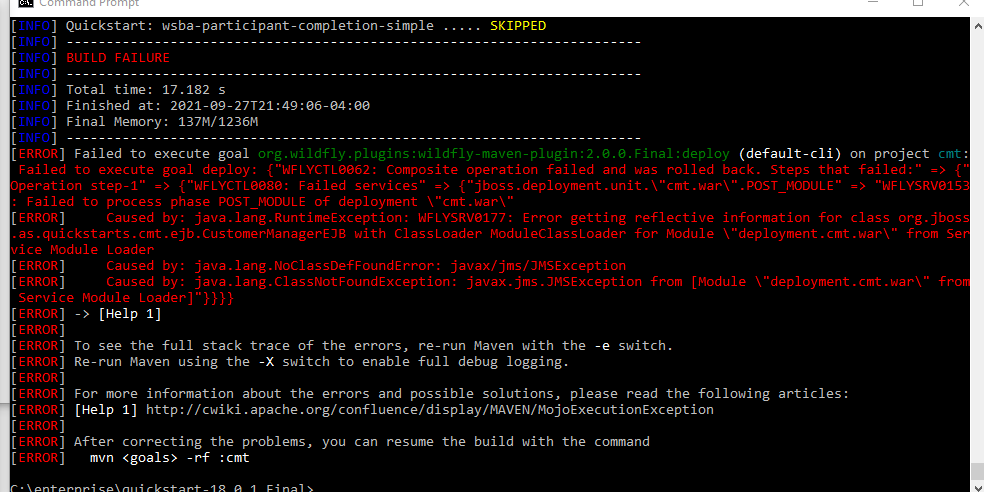 Command Prompt
[INFO] Quickstart: wsba-participant-completion-simple ..... SKIPPED
[INFO] ------------------------------------------------------------------------
[INFO] BUILD FAILURE
[INFO] ------------------------------------------------------------------------
[INFO] Total time: 17.182 s
[INFO] Finished at: 2021-09-27T21:49:06-04:00
[INFO] Final Memory: 137M/1236M
[INFO] ------------------------------------------------------------------------
[ERROR] Failed to execute goal org.wildfly.plugins:wildfly-maven-plugin:2.0.0.Final:deploy (default-cli) on project cmt:
 Failed to execute goal deploy: {"WFLYCTL0062: Composite operation failed and was rolled back. Steps that failed:" => {"
Operation step-1" => {"WFLYCTL0080: Failed services" => {"jboss.deployment.unit.\"cmt.war\".POST_MODULE" => "WFLYSRV0153
: Failed to process phase POST_MODULE of deployment \"cmt.war\"
[ERROR]     Caused by: java.lang.RuntimeException: WFLYSRV0177: Error getting reflective information for class org.jboss
.as.quickstarts.cmt.ejb.CustomerManagerEJB with ClassLoader ModuleClassLoader for Module \"deployment.cmt.war\" from Ser
vice Module Loader
[ERROR]     Caused by: java.lang.NoClassDefFoundError: javax/jms/JMSException
[ERROR]     Caused by: java.lang.ClassNotFoundException: javax.jms.JMSException from [Module \"deployment.cmt.war\" from
 Service Module Loader]"}}}}
[ERROR] -> [Help 1]
[ERROR]
[ERROR] To see the full stack trace of the errors, re-run Maven with the -e switch.
[ERROR] Re-run Maven using the -X switch to enable full debug logging.
[ERROR]
[ERROR] For more information about the errors and possible solutions, please read the following articles:
[ERROR] [Help 1] http://cwiki.apache.org/confluence/display/MAVEN/MojoExecutionException
[ERROR]
[ERROR] After correcting the problems, you can resume the build with the command
[ERROR]   mvn <goals> -rf :cmt
C:\enterprise\quickstart-18.0.1.Final>